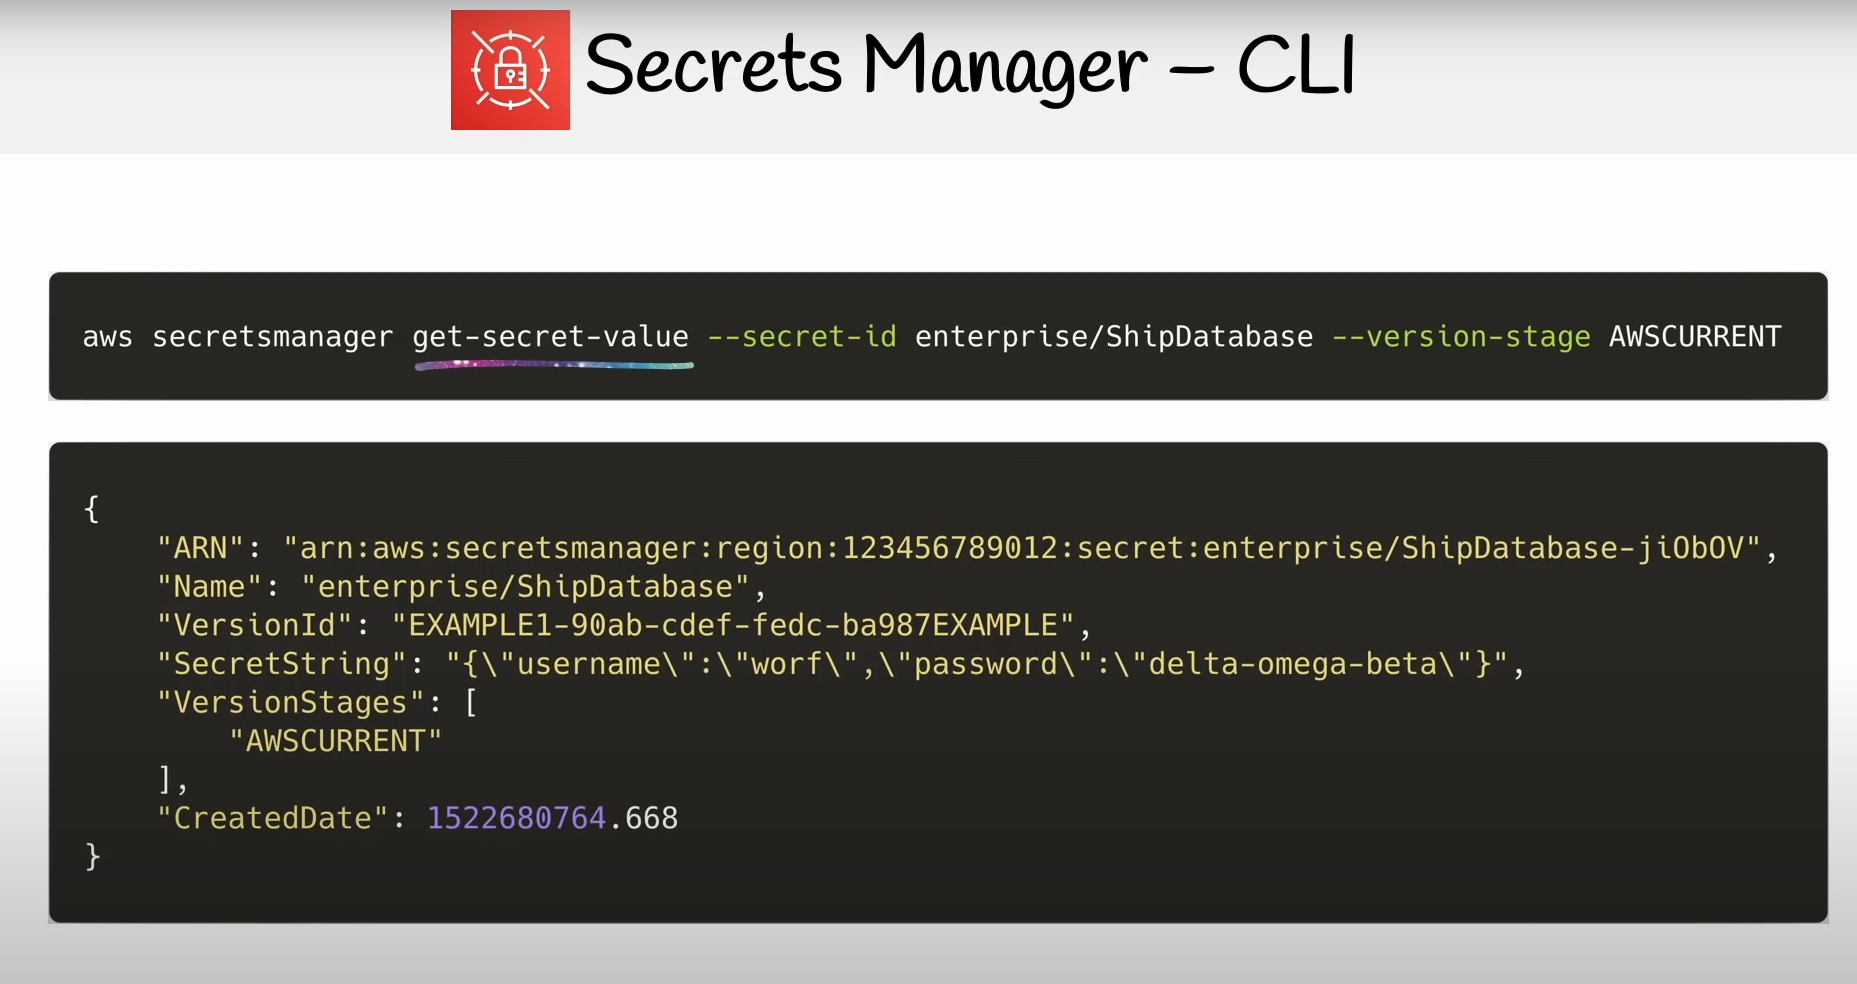 Secrets Manager – CLI
aws secretsmanager get-secret-value --secret-id enterprise/ShipDatabase --version-stage AWSCURRENT
{
    "ARN": "arn:aws:secretsmanager:region:123456789012:secret:enterprise/ShipDatabase-jiObOV",
    "Name": "enterprise/ShipDatabase",
    "VersionId": "EXAMPLE1-90ab-cdef-fedc-ba987EXAMPLE",
    "SecretString": "{\"username\":\"worf\",\"password\":\"delta-omega-beta\"}",
    "VersionStages": [
        "AWSCURRENT"
    ],
    "CreatedDate": 1522680764.668
}